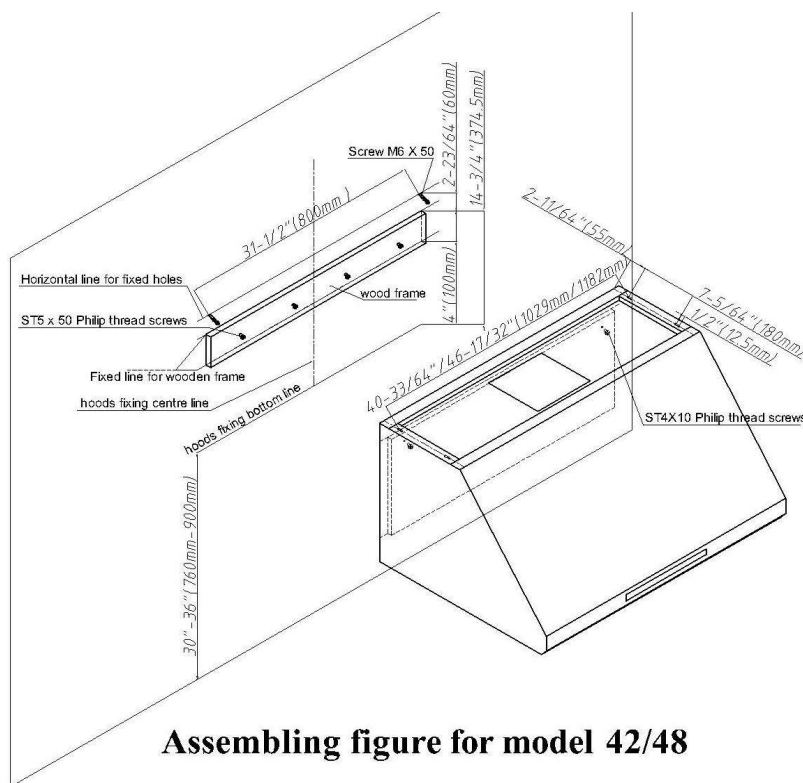 Screw M6 X 50
2-23/64"(60mm)
14-3/4"(374.5mm)
31-1/2"(800mm)
2-11/64"(55mm)
Horizontal line for fixed holes
wood frame
4"(100mm)
7-5/64"(180mm)
1/2"(12.5mm)
ST5 x 50 Philip thread screws
40-33/64"/46-17/32"(1029mm/1182mm)
Fixed line for wooden frame
hoods fixing centre line
hoods fixing bottom line
ST4X10 Philip thread screws
30"-36"(760mm-900mm)
Assembling figure for model 42/48